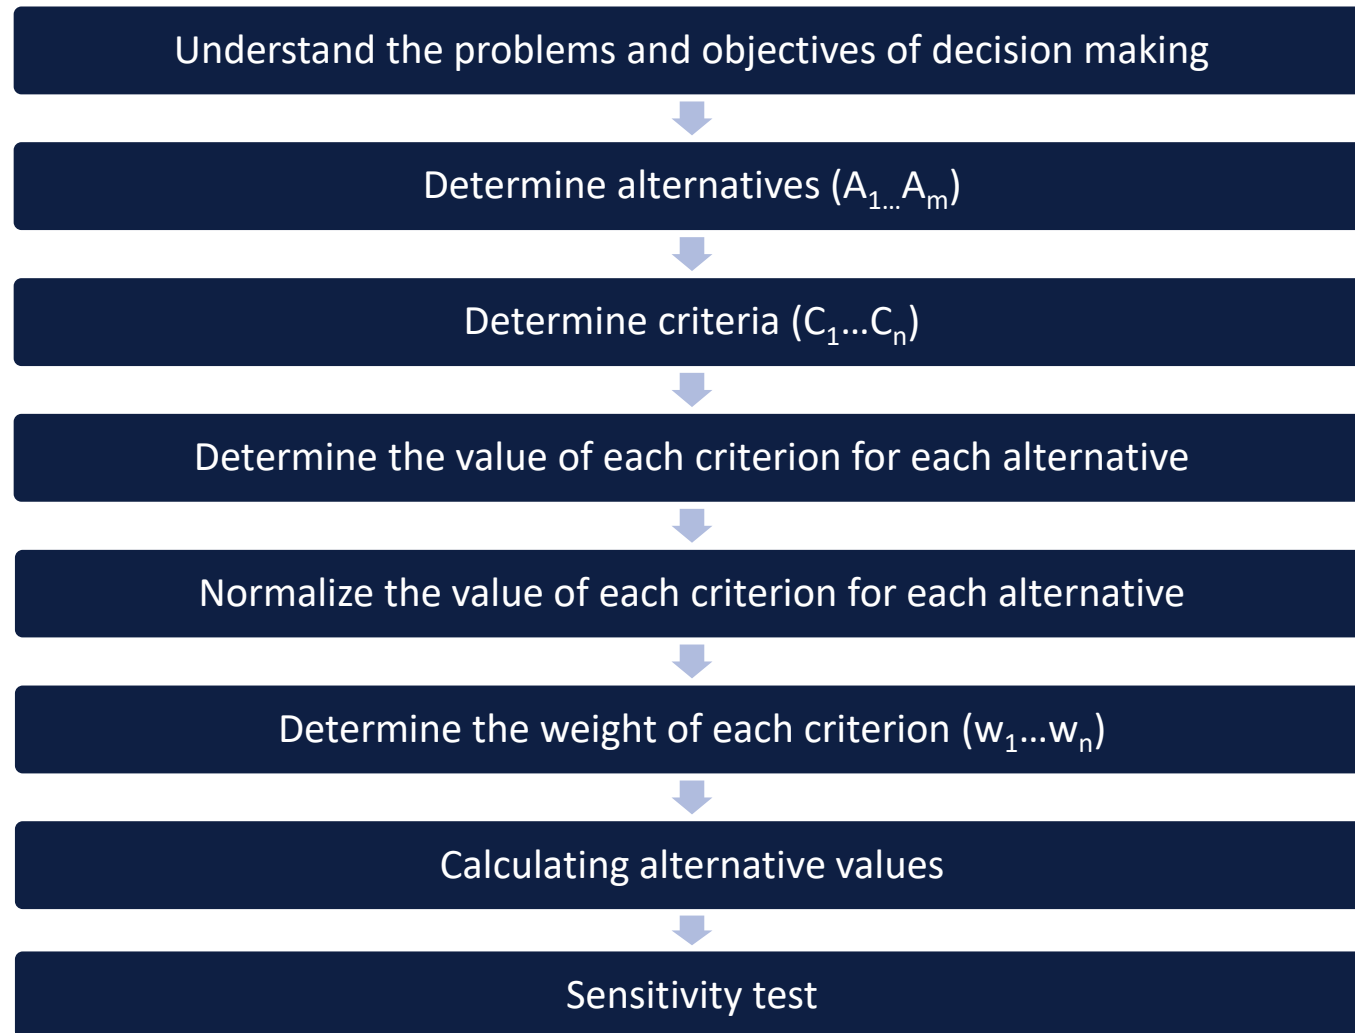 Understand the problems and objectives of decision making
Determine alternatives (A₁...Aₘ)
Determine criteria (C₁...Cₙ)
Determine the value of each criterion for each alternative
Normalize the value of each criterion for each alternative
Determine the weight of each criterion (w₁...wₙ)
Calculating alternative values
Sensitivity test